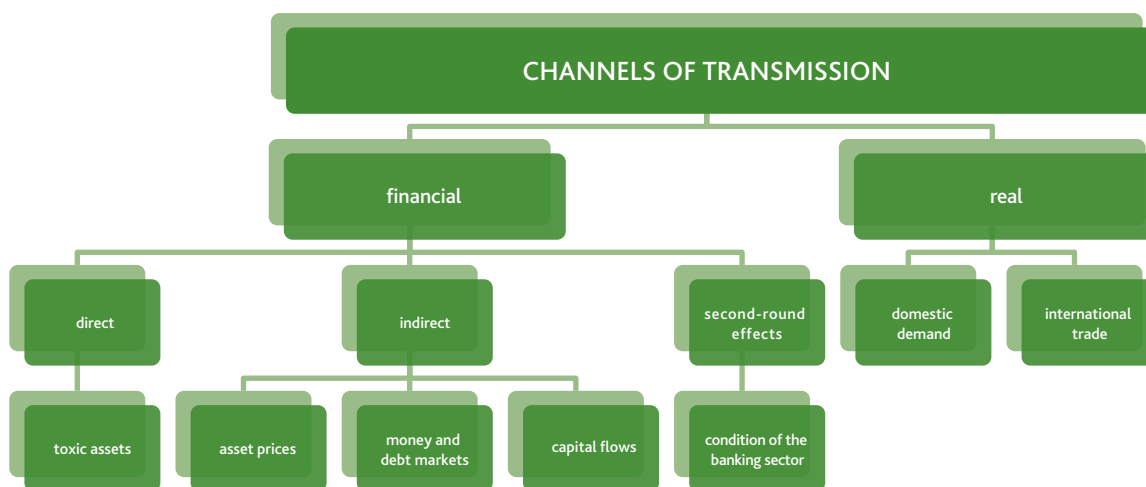 CHANNELS OF TRANSMISSION
financial
real
direct
indirect
second-round
effects
domestic
demand
international
trade
toxic assets
asset prices
money and
debt markets
capital flows
condition of the
banking sector